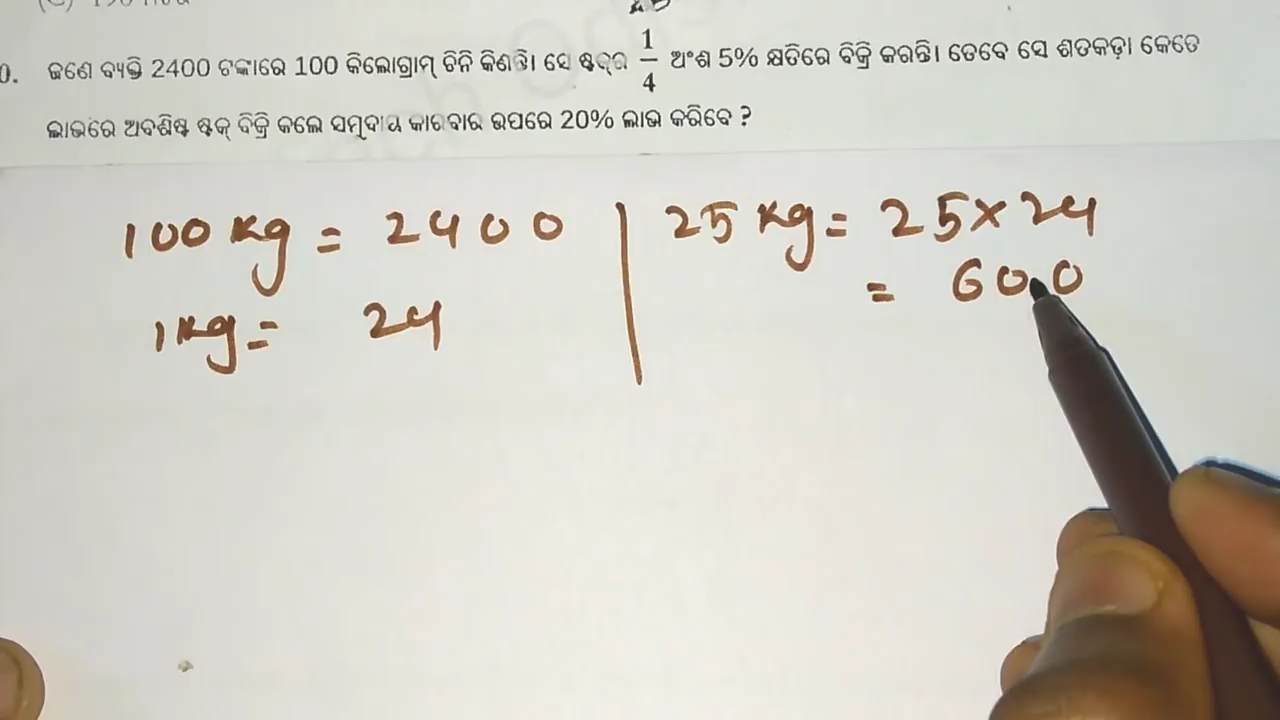 0. ଜଣେ ବ୍ୟକ୍ତି 2400 ଟଙ୍କାରେ 100 କିଲୋଗ୍ରାମ୍ ଚିନି କିଣନ୍ତି। ସେ ଷ୍ଟକ୍‌ର 1/4 ଅଂଶ 5% କ୍ଷତିରେ ବିକ୍ରି କରନ୍ତି। ତେବେ ସେ ଶତକଡ଼ା କେତେ
ଲାଭରେ ଅବଶିଷ୍ଟ ଷ୍ଟକ୍ ବିକ୍ରି କଲେ ସମୁଦାୟ କାରବାର ଉପରେ 20% ଲାଭ କରିବେ ?
100 kg = 2400
1 kg = 24
25 kg = 25 × 24
= 600